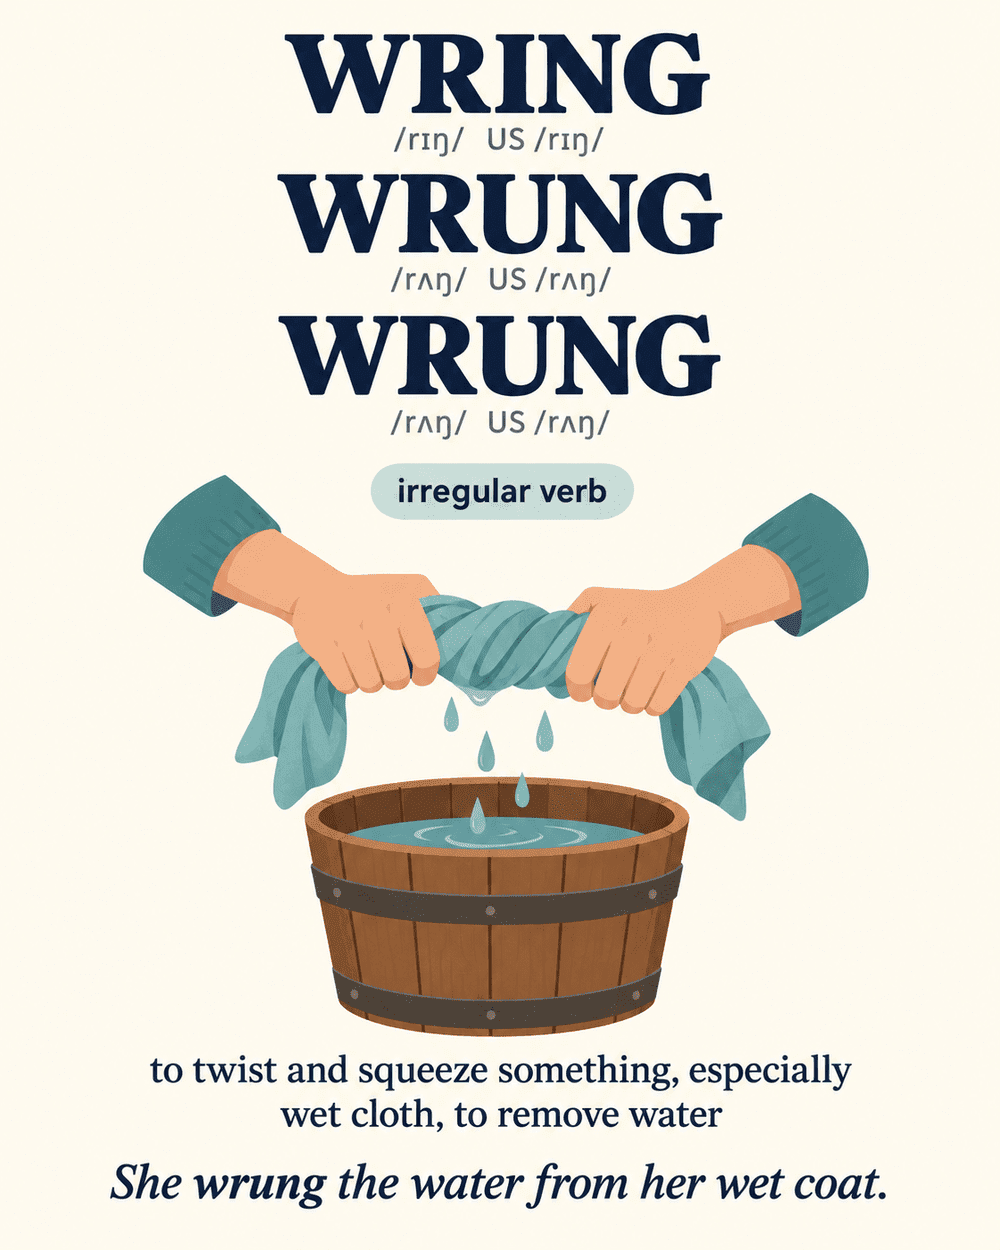 WRING
/rɪŋ/ US /rɪŋ/
WRUNG
/rʌŋ/ US /rʌŋ/
WRUNG
/rʌŋ/ US /rʌŋ/
irregular verb
to twist and squeeze something, especially
wet cloth, to remove water
She wrung the water from her wet coat.